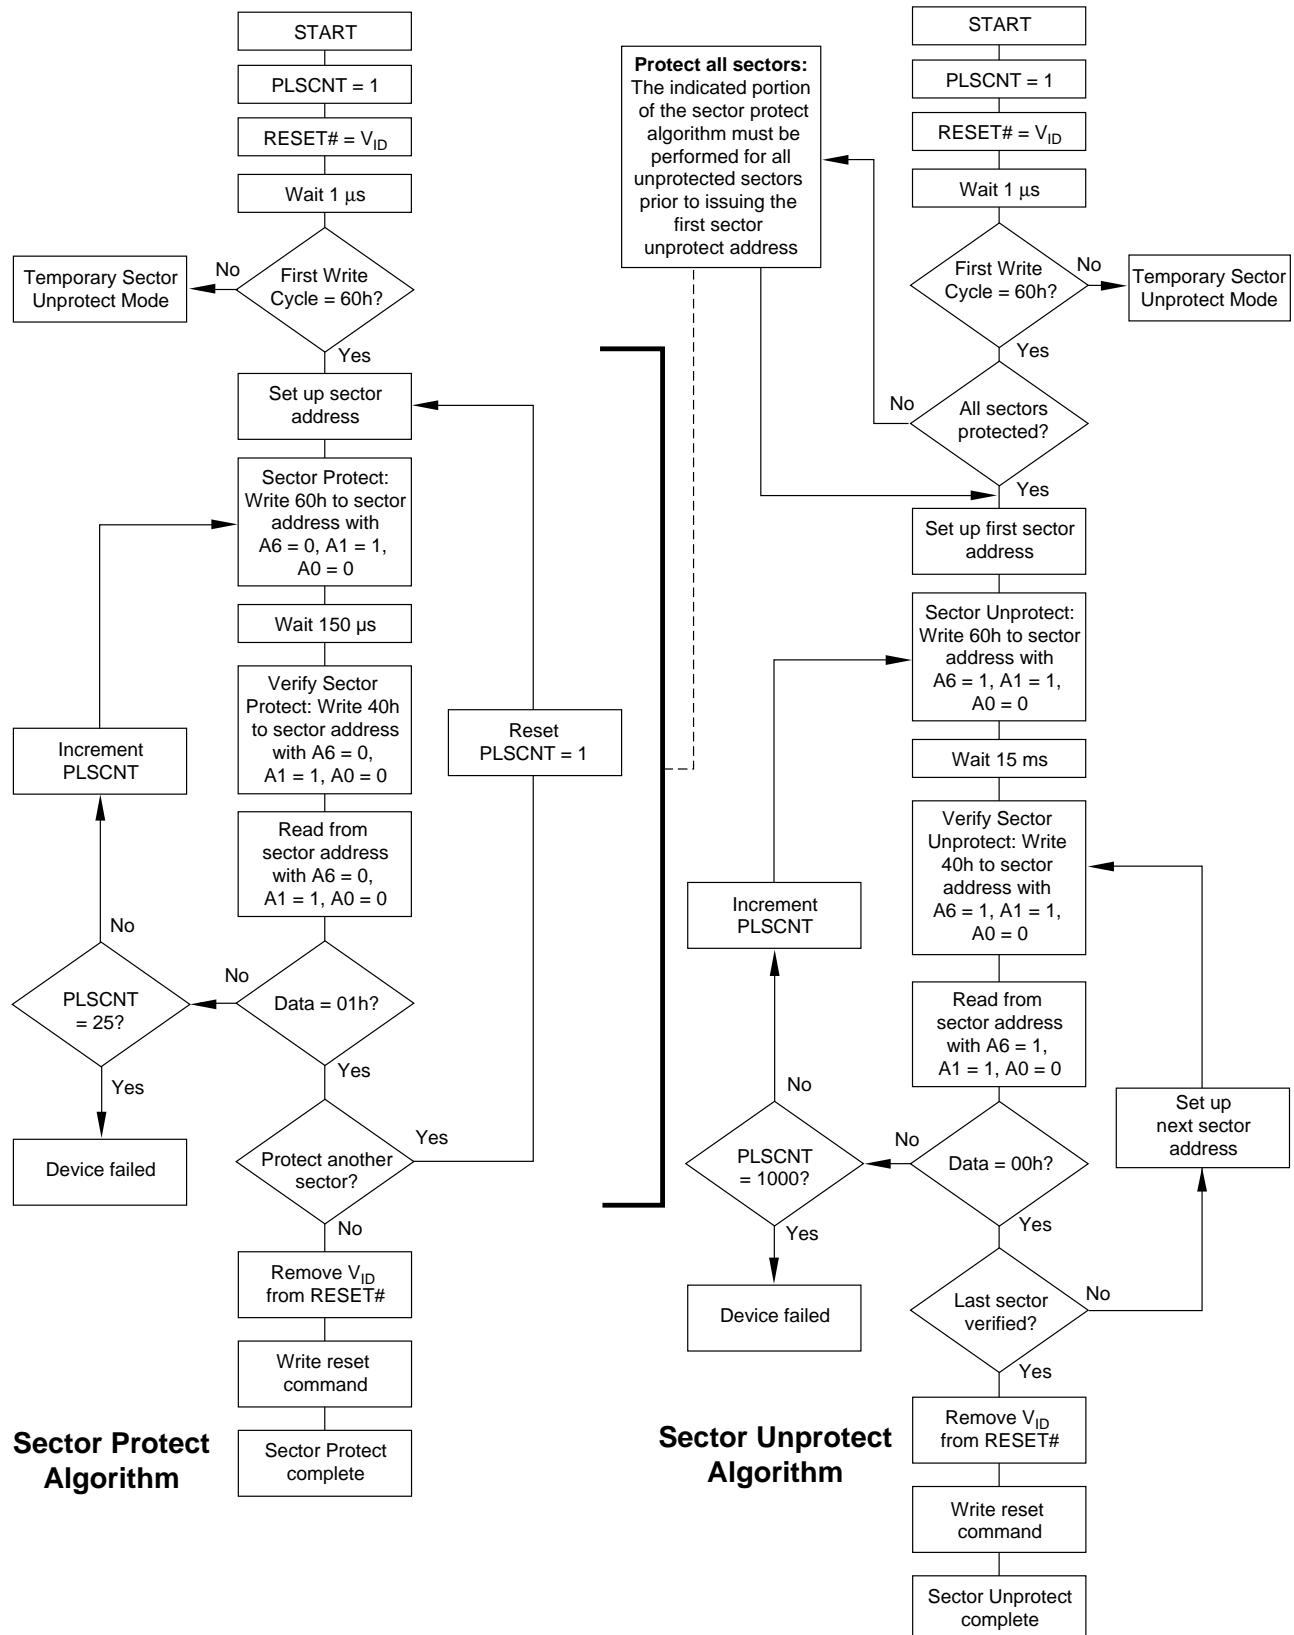 START
PLSCNT = 1
RESET# = VID
Wait 1 μs
First Write
Cycle = 60h?
No
Temporary Sector
Unprotect Mode
Yes
Set up sector
address
Sector Protect:
Write 60h to sector
address with
A6 = 0, A1 = 1,
A0 = 0
Wait 150 µs
Verify Sector
Protect: Write 40h
to sector address
with A6 = 0,
A1 = 1, A0 = 0
Increment
PLSCNT
Reset
PLSCNT = 1
Read from
sector address
with A6 = 0,
A1 = 1, A0 = 0
No
PLSCNT
= 25?
No
Data = 01h?
Yes
Yes
Device failed
Protect another
sector?
Yes
No
Remove VID
from RESET#
Write reset
command
Sector Protect
complete
Sector Protect
Algorithm
Protect all sectors:
The indicated portion
of the sector protect
algorithm must be
performed for all
unprotected sectors
prior to issuing the
first sector
unprotect address
START
PLSCNT = 1
RESET# = VID
Wait 1 μs
First Write
Cycle = 60h?
No
Temporary Sector
Unprotect Mode
Yes
No
All sectors
protected?
Yes
Set up first sector
address
Sector Unprotect:
Write 60h to sector
address with
A6 = 1, A1 = 1,
A0 = 0
Wait 15 ms
Verify Sector
Unprotect: Write
40h to sector
address with
A6 = 1, A1 = 1,
A0 = 0
Increment
PLSCNT
Read from
sector address
with A6 = 1,
A1 = 1, A0 = 0
No
Set up
next sector
address
PLSCNT
= 1000?
No
Data = 00h?
Yes
Yes
Device failed
Last sector
verified?
No
Yes
Remove VID
from RESET#
Write reset
command
Sector Unprotect
complete
Sector Unprotect
Algorithm